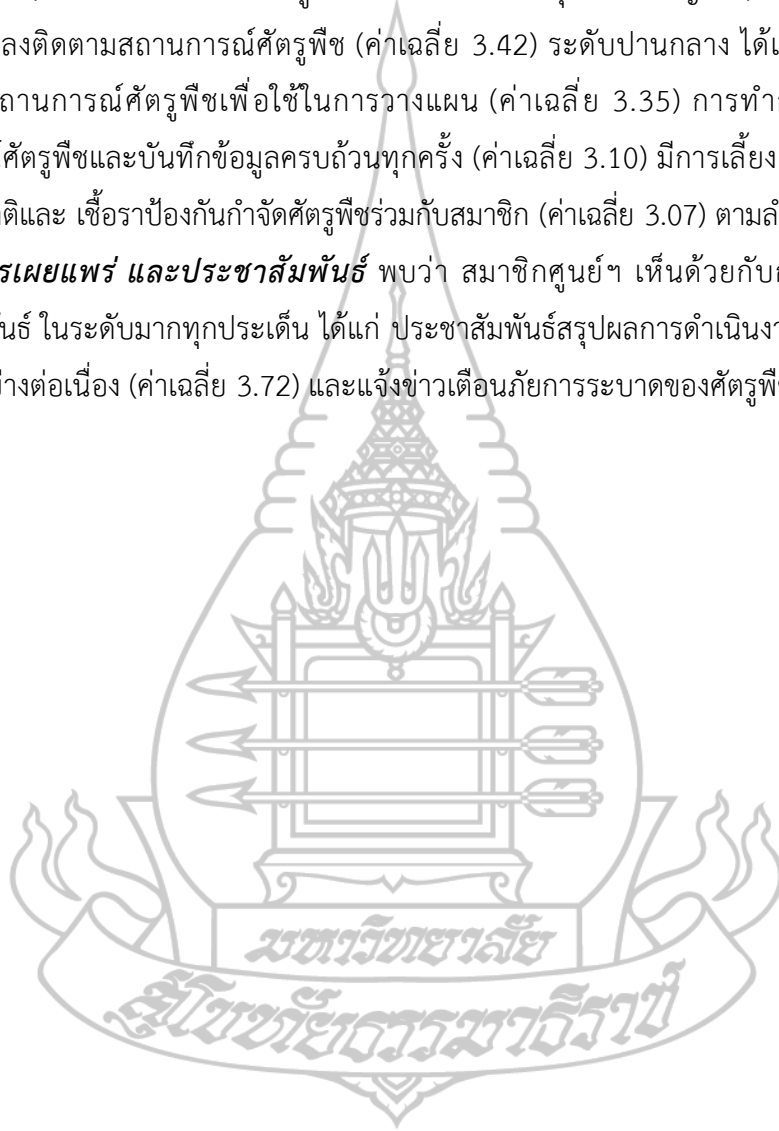 ลงติดตามสถานการณ์ศัตรูพืช (ค่าเฉลี่ย 3.42) ระดับปานกลาง ได้
ถานการณ์ศัตรูพืชเพื่อใช้ในการวางแผน (ค่าเฉลี่ย 3.35) การทำ
ศัตรูพืชและบันทึกข้อมูลครบถ้วนทุกครั้ง (ค่าเฉลี่ย 3.10) มีการเลี้ยง
ติและ เชื้อราป้องกันกำจัดศัตรูพืชร่วมกับสมาชิก (ค่าเฉลี่ย 3.07) ตาม
รเผยแพร่ และประชาสัมพันธ์ พบว่า สมาชิกศูนย์ฯ เห็นด้วยกับ
นธ์ ในระดับมากทุกประเด็น ได้แก่ ประชาสัมพันธ์สรุปผลการดำเนินง
ย่างต่อเนื่อง (ค่าเฉลี่ย 3.72) และแจ้งข่าวเตือนภัยการระบาดของศัตรูพื
มหาวิทยาลัย
สุโขทัยธรรมาธิราช